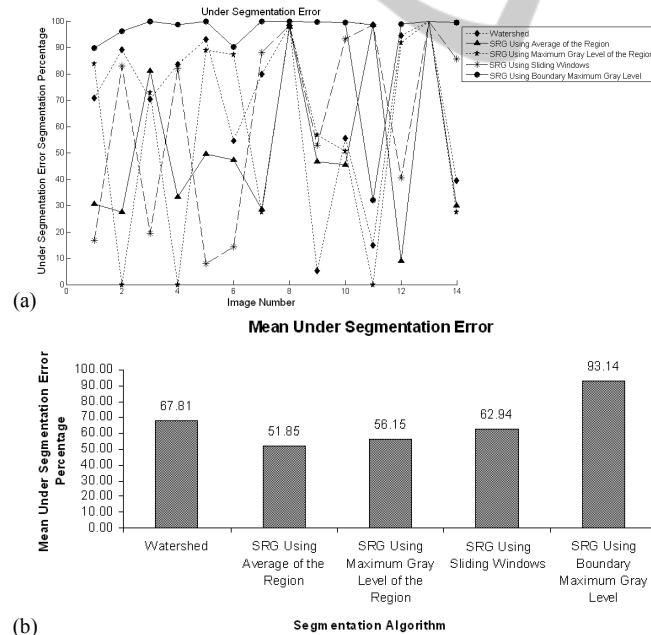 Under Segmentation Error
Under Segmentation Error Segmentation Percentage
100
90
80
70
60
50
40
30
20
10
0
0 2 4 6 8 10 12 14
Image Number
Watershed
SRG Using Average of the Region
SRG Using Maximum Gray Level of the Region
SRG Using Sliding Windows
SRG Using Boundary Maximum Gray Level
(a)
Mean Under Segmentation Error
Mean Under Segmentation Error
Percentage
100.00
90.00
80.00
70.00
60.00
50.00
40.00
30.00
20.00
10.00
0.00
67.81
51.85
56.15
62.94
93.14
Watershed
SRG Using
Average of the
Region
SRG Using
Maximum Gray
Level of the
Region
SRG Using
Sliding Windows
SRG Using
Boundary
Maximum Gray
Level
(b)
Segmentation Algorithm